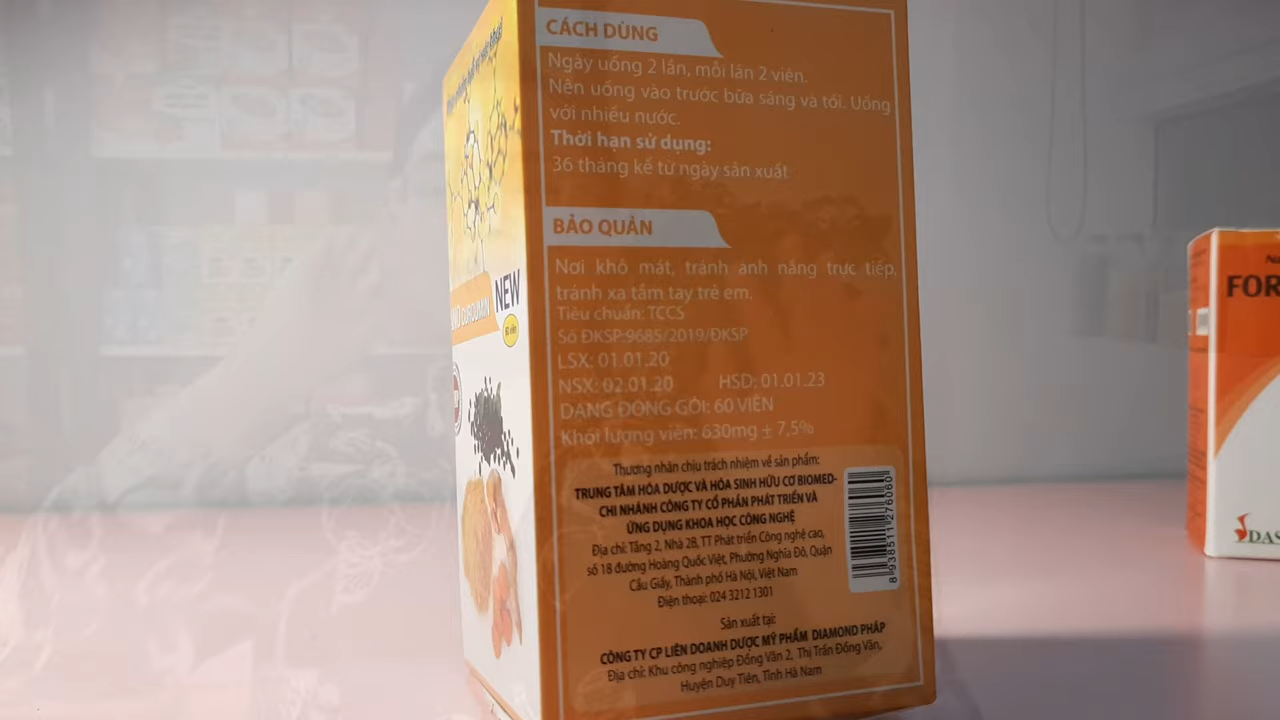 CÁCH DÙNG
Ngày uống 2 lần, mỗi lần 2 viên.
Nên uống vào trước bữa sáng và tối. Uống
với nhiều nước.
Thời hạn sử dụng:
36 tháng kể từ ngày sản xuất
BẢO QUẢN
Nơi khô mát, tránh ánh nắng trực tiếp,
tránh xa tầm tay trẻ em.
Tiêu chuẩn: TCCS
Số ĐKSP:9685/2019/ĐKSP
LSX: 01.01.20
NSX: 02.01.20 HSD: 01.01.23
DẠNG ĐÓNG GÓI: 60 VIÊN
Khối lượng viên: 630mg ± 7,5%
Thương nhân chịu trách nhiệm về sản phẩm:
TRUNG TÂM HÓA DƯỢC VÀ HÓA SINH HỮU CƠ BIOMED-
CHI NHÁNH CÔNG TY CỔ PHẦN PHÁT TRIỂN VÀ
ỨNG DỤNG KHOA HỌC CÔNG NGHỆ
Địa chỉ: Tầng 2, Nhà 2B, TT Phát triển Công nghệ cao,
số 18 đường Hoàng Quốc Việt, Phường Nghĩa Đô, Quận
Cầu Giấy, Thành phố Hà Nội, Việt Nam
Điện thoại: 024 3212 1301
Sản xuất tại:
CÔNG TY CP LIÊN DOANH DƯỢC MỸ PHẨM DIAMOND PHÁP
Địa chỉ: Khu công nghiệp Đồng Văn 2, Thị Trấn Đồng Văn,
Huyện Duy Tiên, Tỉnh Hà Nam
8 938511 276060
NEW
CURCUMIN
60 viên
FOR
DAS